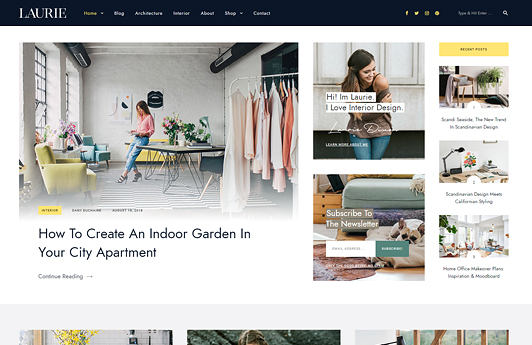 LAURIE
Home
Blog
Architecture
Interior
About
Shop
Contact
Type & Hit Enter ...
RECENT POSTS
Hi! Im Laurie.
I Love Interior Design.
LEARN MORE ABOUT ME
Scandi Seaside, The New Trend
In Scandinavian Design
INTERIOR
DANY DUCHAINE
AUGUST 18, 2018
How To Create An Indoor Garden In
Your City Apartment
Continue Reading
Subscribe To
The Newsletter
EMAIL ADDRESS
SUBSCRIBE!
Scandinavian Design Meets
Californian Styling
Home Office Makeover Plans:
Inspiration & Moodboard